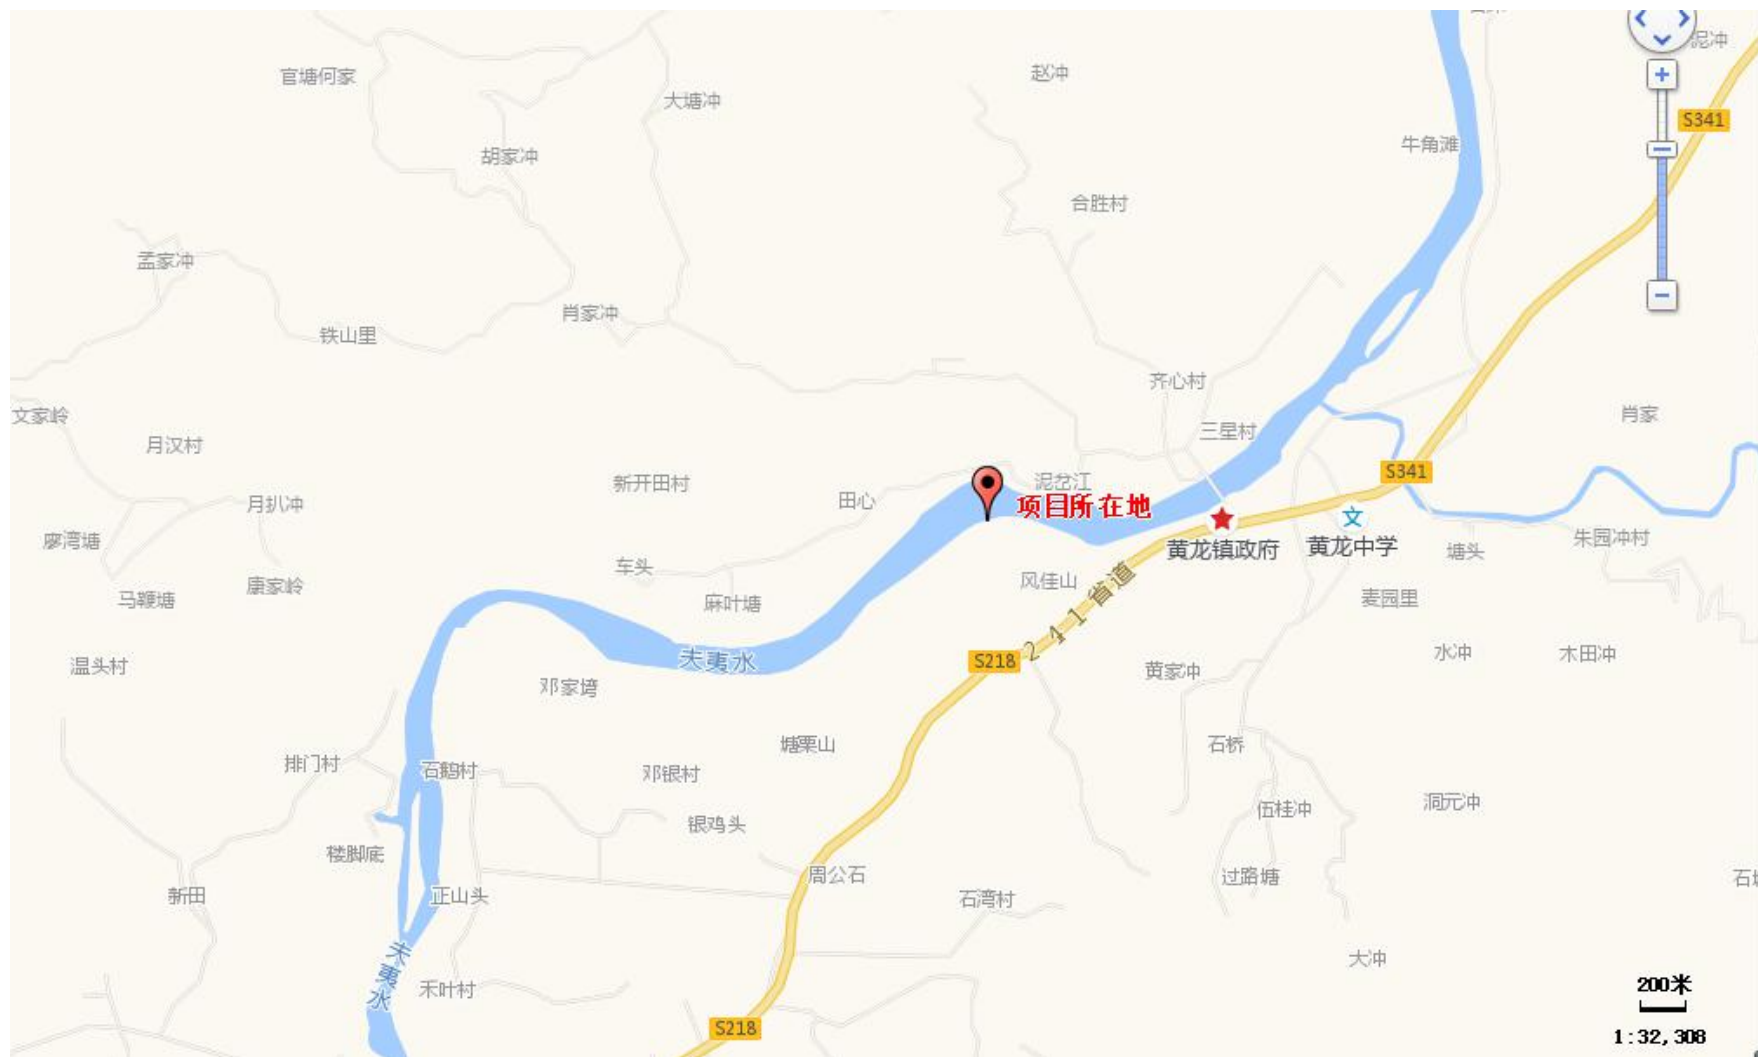 泥冲
官塘何家
赵冲
大塘冲
S341
牛角滩
胡家冲
合胜村
孟家冲
肖家冲
铁山里
齐心村
文家岭
肖家
月汉村
三星村
S341
新开田村
泥岔江
田心
月扒冲
项目所在地
文
黄龙镇政府
黄龙中学
朱园冲村
塘头
廖湾塘
车头
风佳山
241省道
康家岭
马鞭塘
麻叶塘
麦园里
夫夷水
S218
水冲
木田冲
温头村
黄家冲
邓家塆
塘栗山
石桥
排门村
石鹅村
邓银村
伍桂冲
洞元冲
银鸡头
楼脚底
周公石
过路塘
新田
正山头
石湾村
夫夷水
大冲
禾叶村
200米
S218
1:32,308